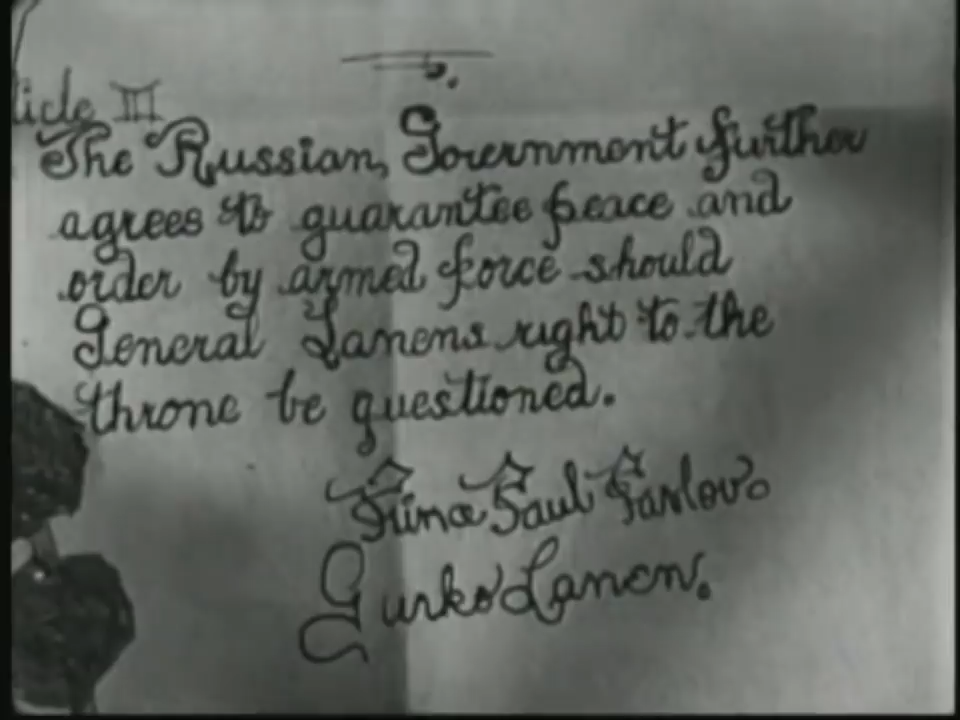 ticle III
The Russian, Government further
agrees to guarantee peace and
order by armed force should
General Lanens right to the
throne be questioned.
Prince Paul Pavlov.
Gurko Lanen.